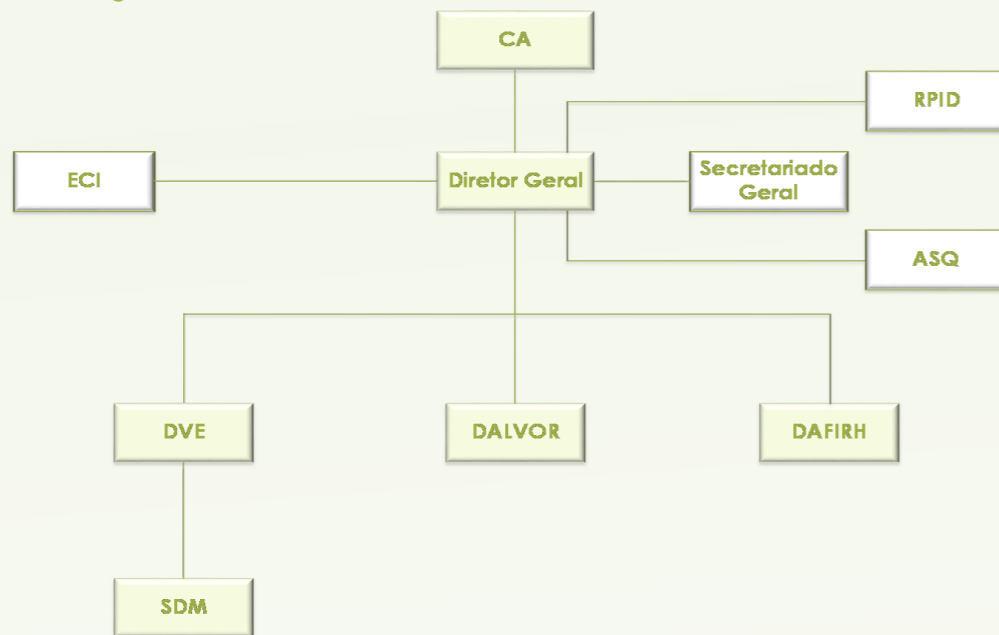 CA
RPID
ECI
Diretor Geral
Secretariado
Geral
ASQ
DVE
DALVOR
DAFIRH
SDM